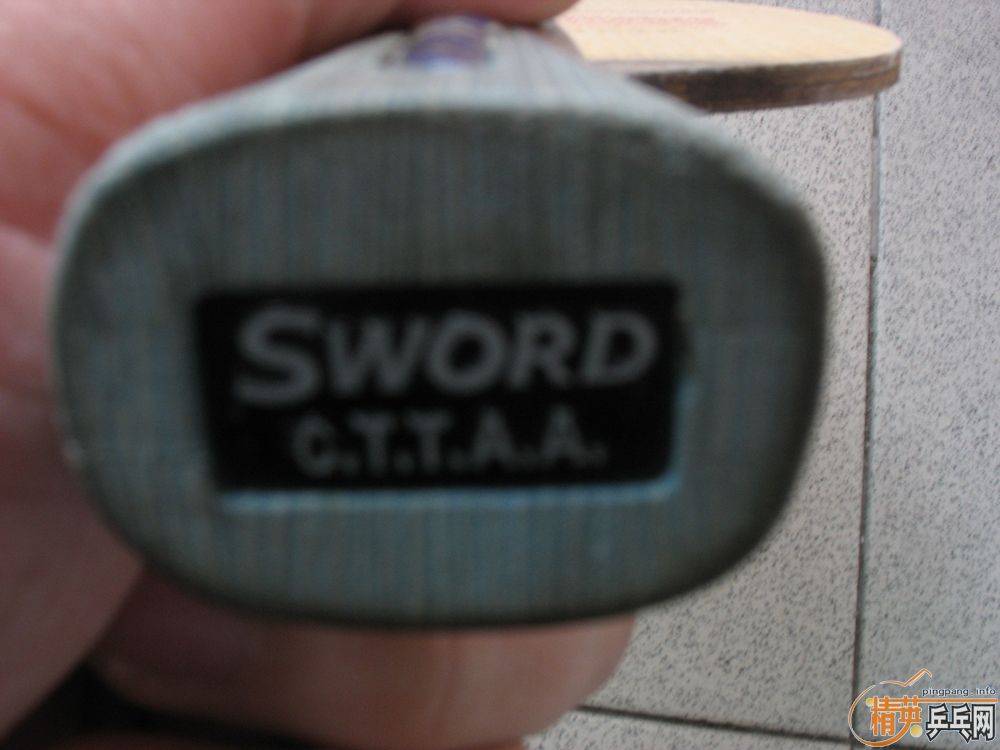 SWORD
C.T.T.A.A.
pingpang.info
精英乒乓网